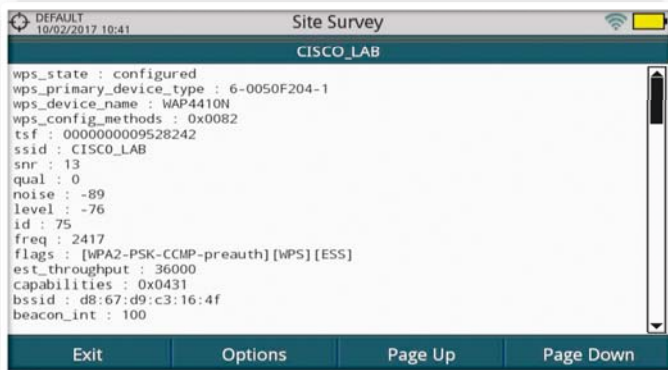 DEFAULT
10/02/2017 10:41
Site Survey
CISCO_LAB
wps_state : configured
wps_primary_device_type : 6-0050F204-1
wps_device_name : WAP4410N
wps_config_methods : 0x0082
tsf : 0000000009528242
ssid : CISCO_LAB
snr : 13
qual : 0
noise : -89
level : -76
id : 75
freq : 2417
flags : [WPA2-PSK-CCMP-preauth][WPS][ESS]
est_throughput : 36000
capabilities : 0x0431
bssid : d8:67:d9:c3:16:4f
beacon_int : 100
Exit Options Page Up Page Down